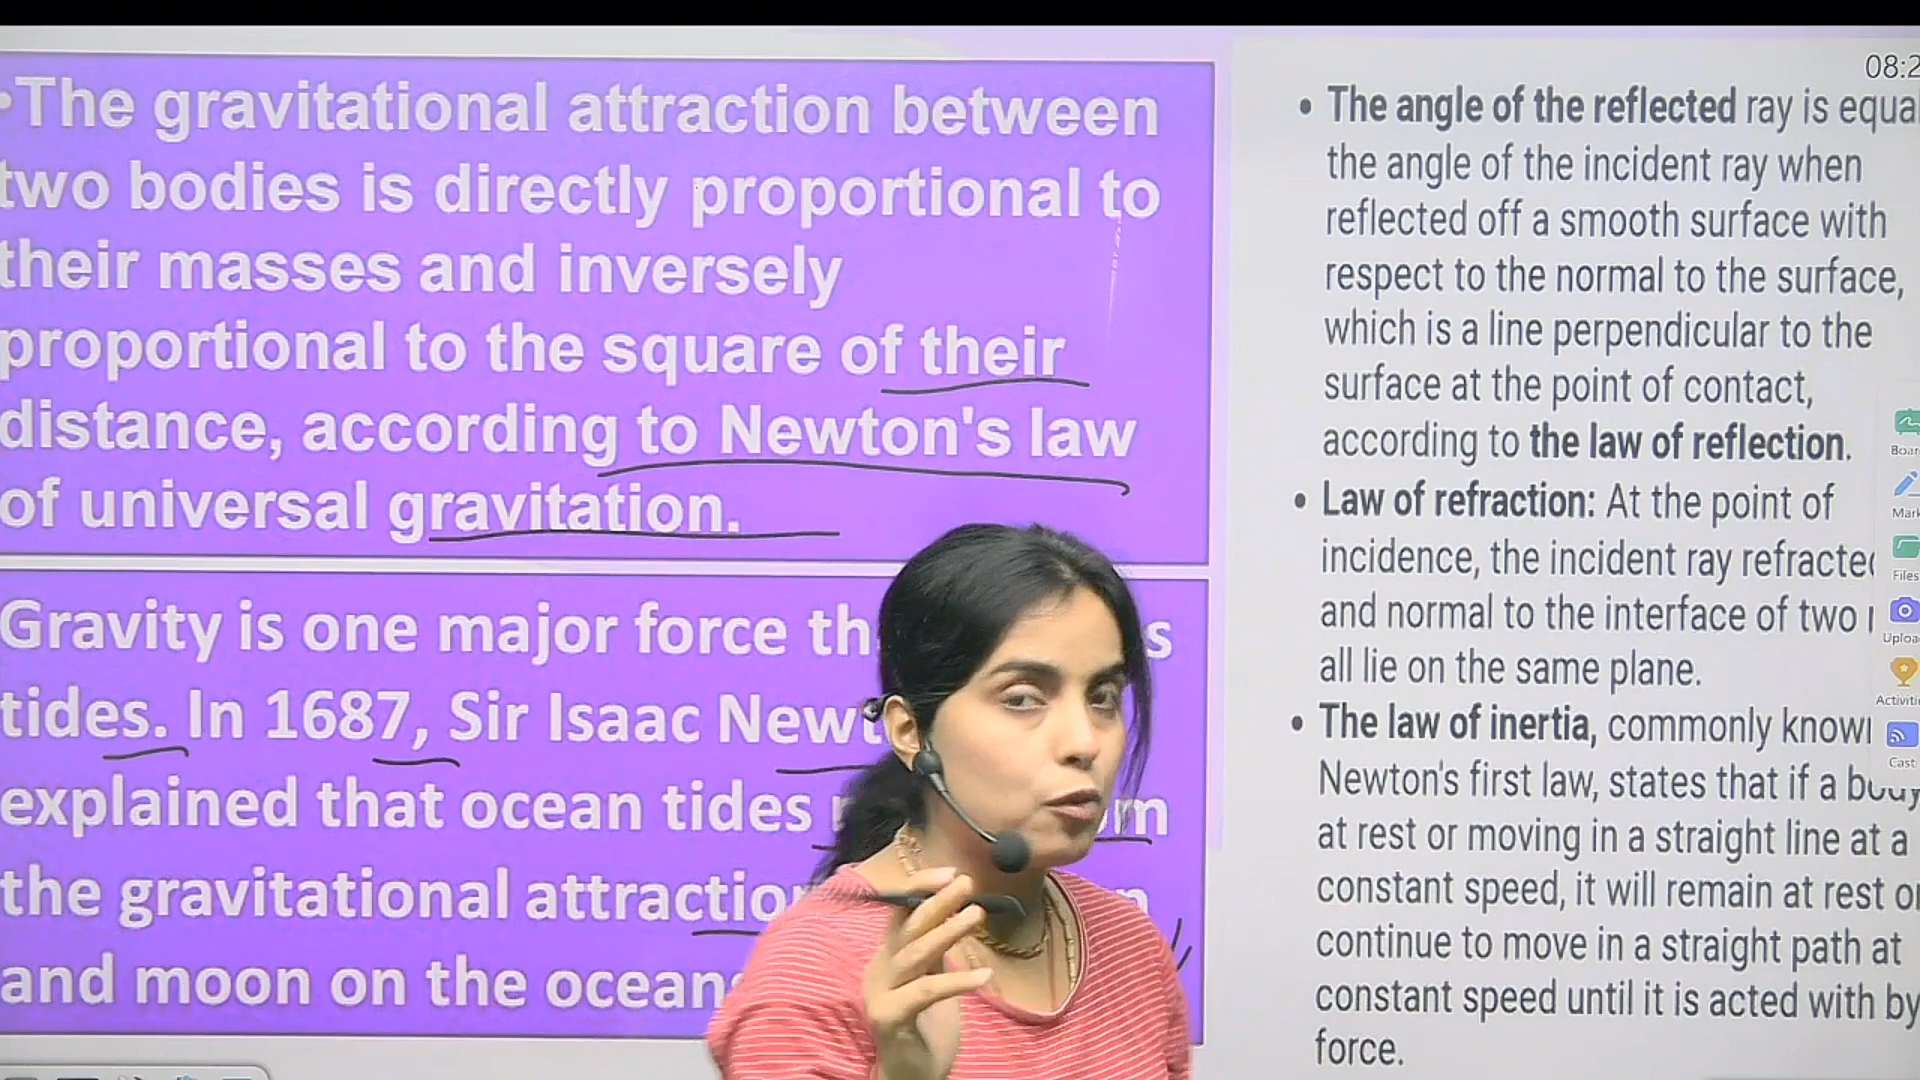 •The gravitational attraction between
two bodies is directly proportional to
their masses and inversely
proportional to the square of their
distance, according to Newton's law
of universal gravitation.
Gravity is one major force
tides. In 1687, Sir Isaac
explained that ocean tides
the gravitational
and moon on the
08:2
• The angle of the reflected ray is
the angle of the incident ray when
reflected off a smooth surface with
respect to the normal to the surface,
which is a line perpendicular to the
surface at the point of contact,
according to the law of reflection.
• Law of refraction: At the point of
incidence, the incident ray
and normal to the interface of two
all lie on the same plane.
• The law of inertia, commonly
Newton's first law, states that if a body
at rest or moving in a straight line at a
constant speed, it will remain at rest or
continue to move in a straight path at
constant speed until it is acted with by
force.
Files
Cast